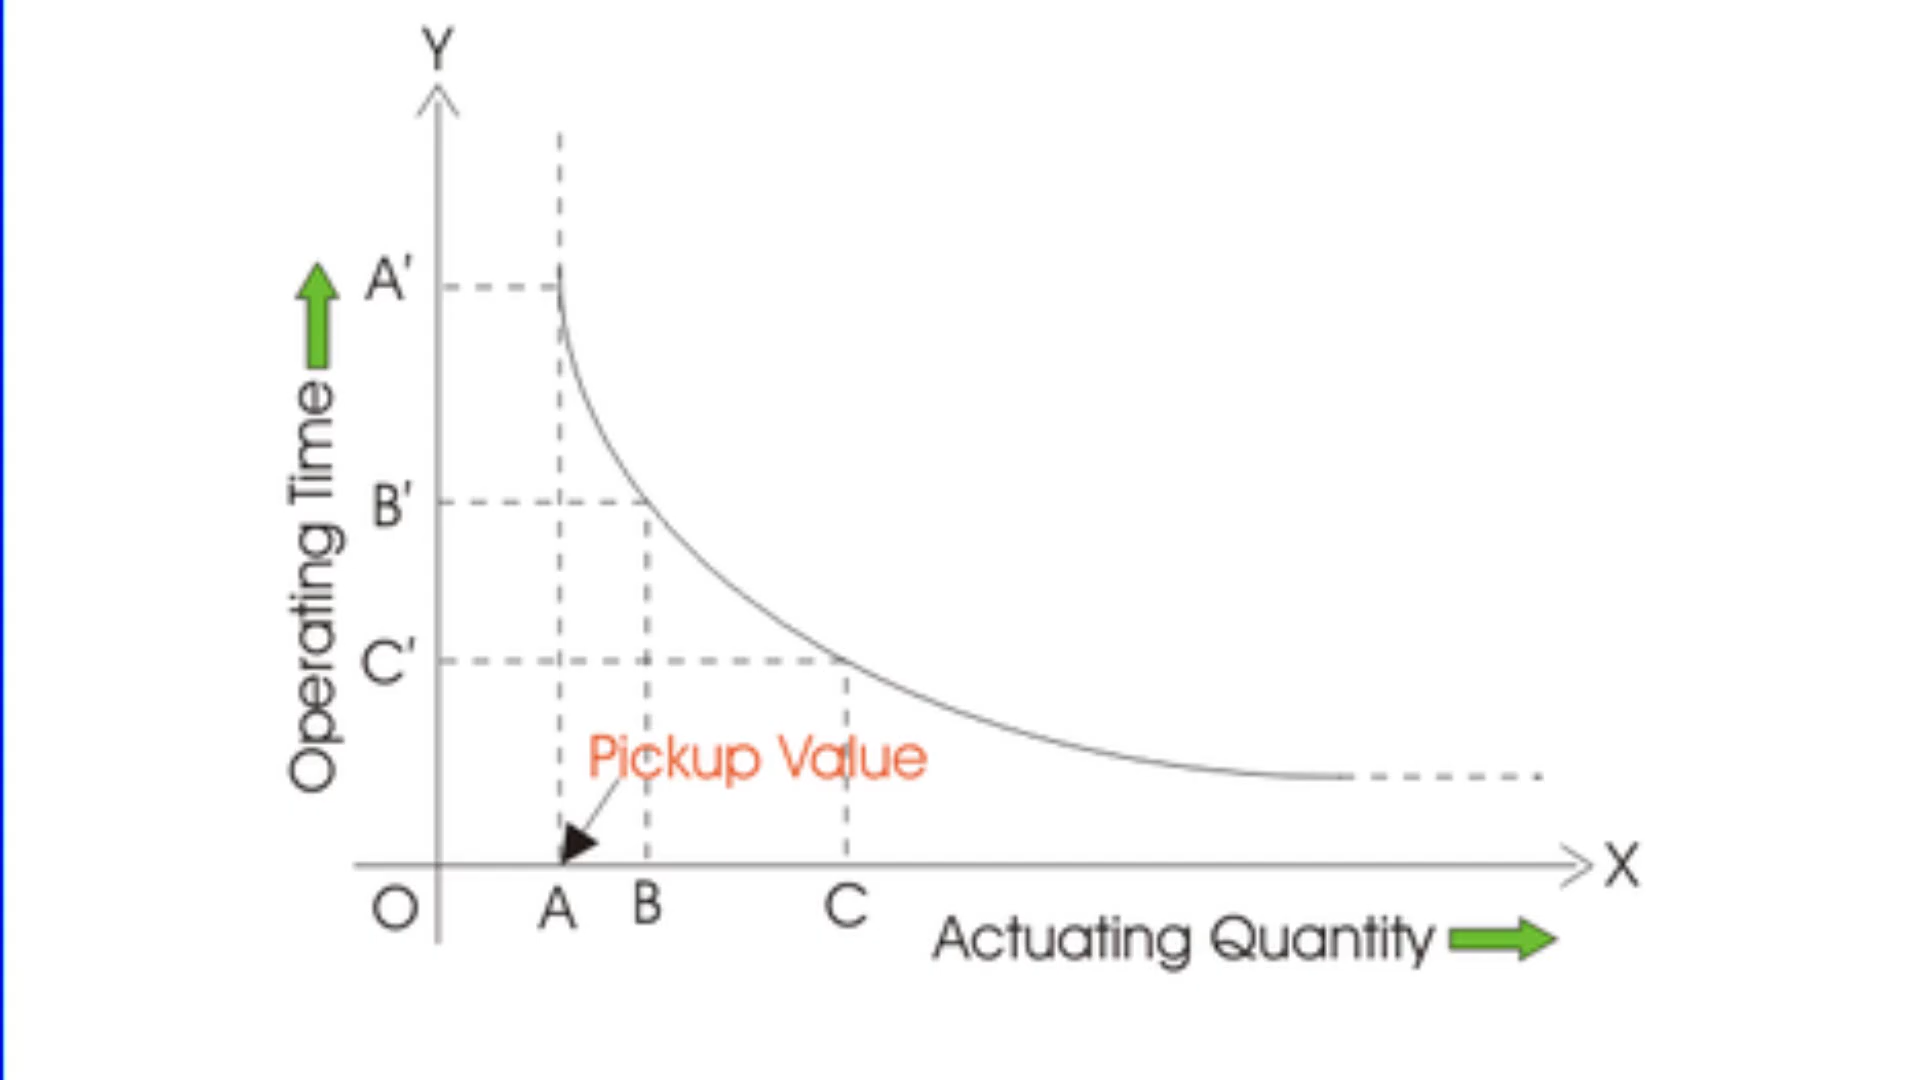 Y
A'
B'
C'
Operating Time
Pickup Value
X
O
A
B
C
Actuating Quantity